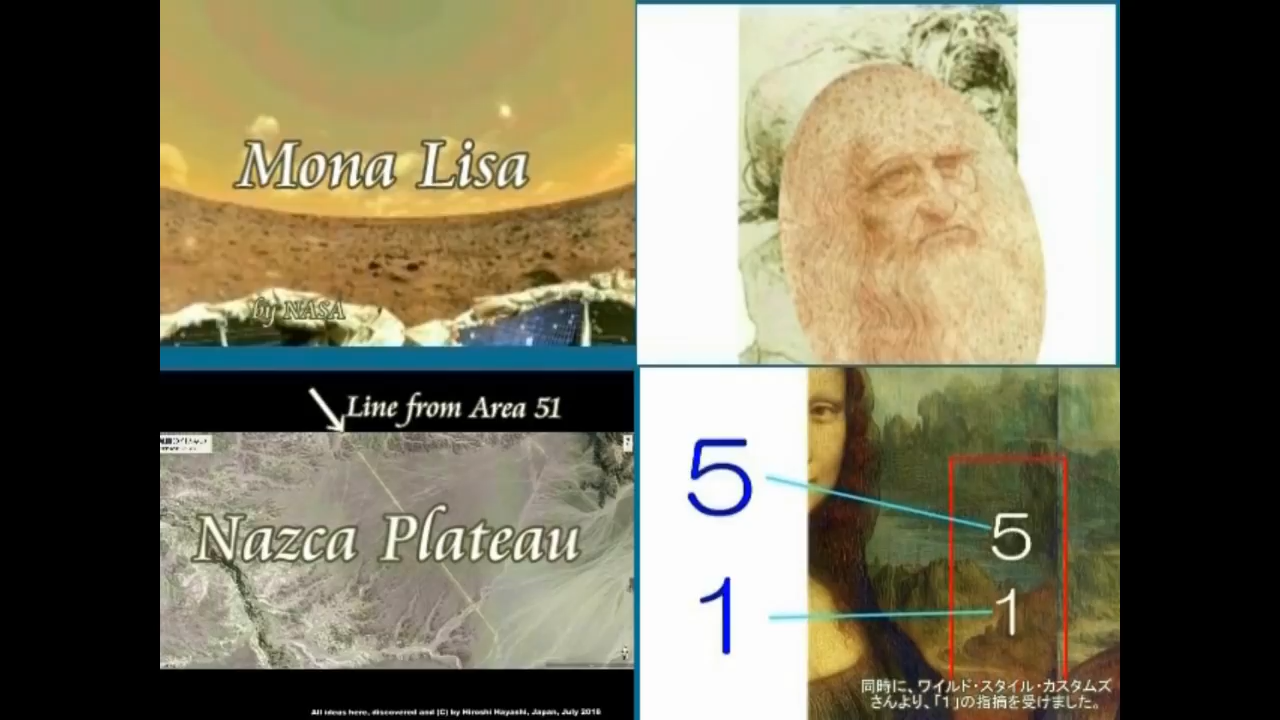 Mona Lisa
by NASA
Line from Area 51
Nazca Plateau
All ideas here, discovered and (C) by Hiroshi Hayashi, Japan, July 2016
5
5
1
1
同時に、ワイルド・スタイル・カスタムズ
さんより、「1」の指摘を受けました。